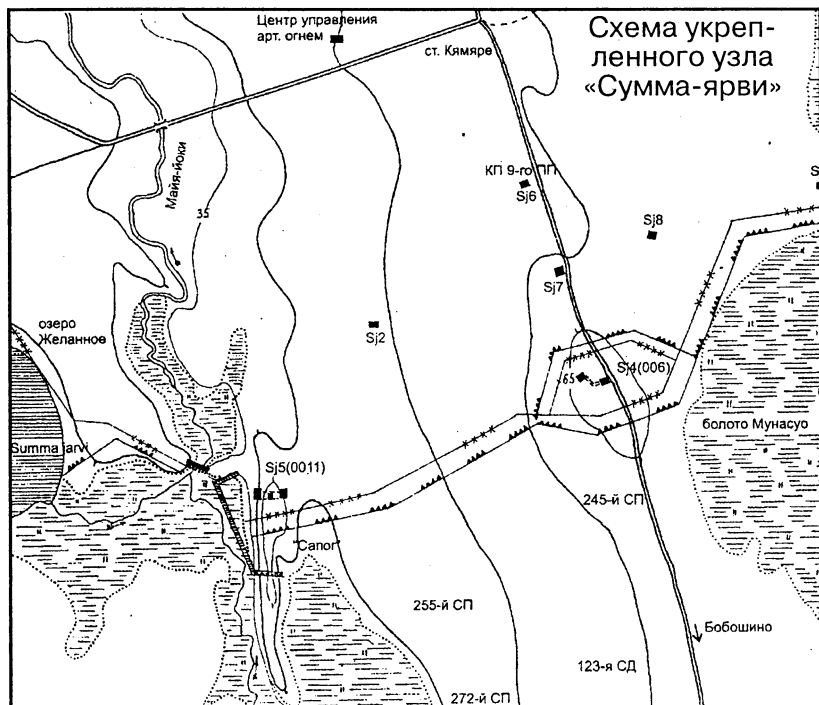 Центр управления
арт. огнем
Схема укреп-
ленного узла
«Сумма-ярви»
ст. Кямяре
Майя-йоки
КП 9-го ПП
Sj6
S
35
Sj8
Sj7
озеро
Желанное
Sj2
65
Sj4(006)
Summa jarvi
болото Мунасуо
Sj5(0011)
245-й СП
"Сапог"
255-й СП
Бобошино
123-я СД
272-й СП